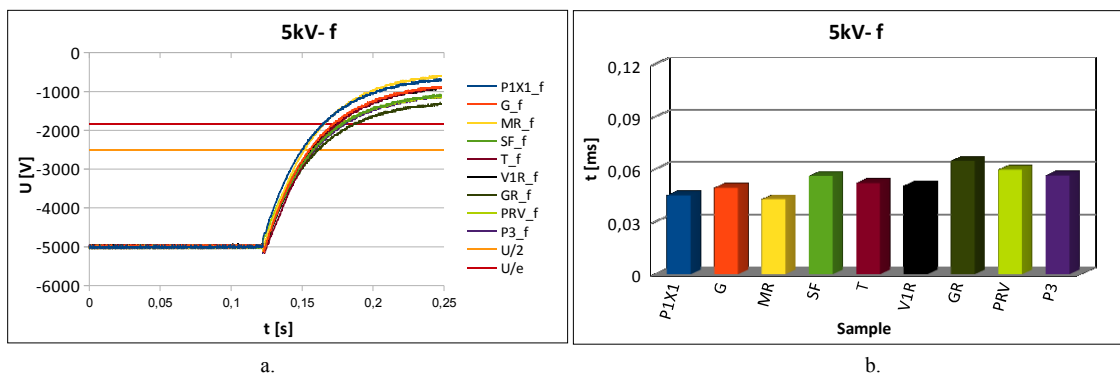 5kV- f
0
-1000
-2000
-3000
-4000
-5000
-6000
U [V]
0
0,05
0,1
0,15
0,2
0,25
t [s]
P1X1_f
G_f
MR_f
SF_f
T_f
V1R_f
GR_f
PRV_f
P3_f
U/2
U/e
a.
5kV- f
0,12
0,09
0,06
0,03
0
t [ms]
P1X1
G
MR
SF
T
V1R
GR
PRV
P3
Sample
b.